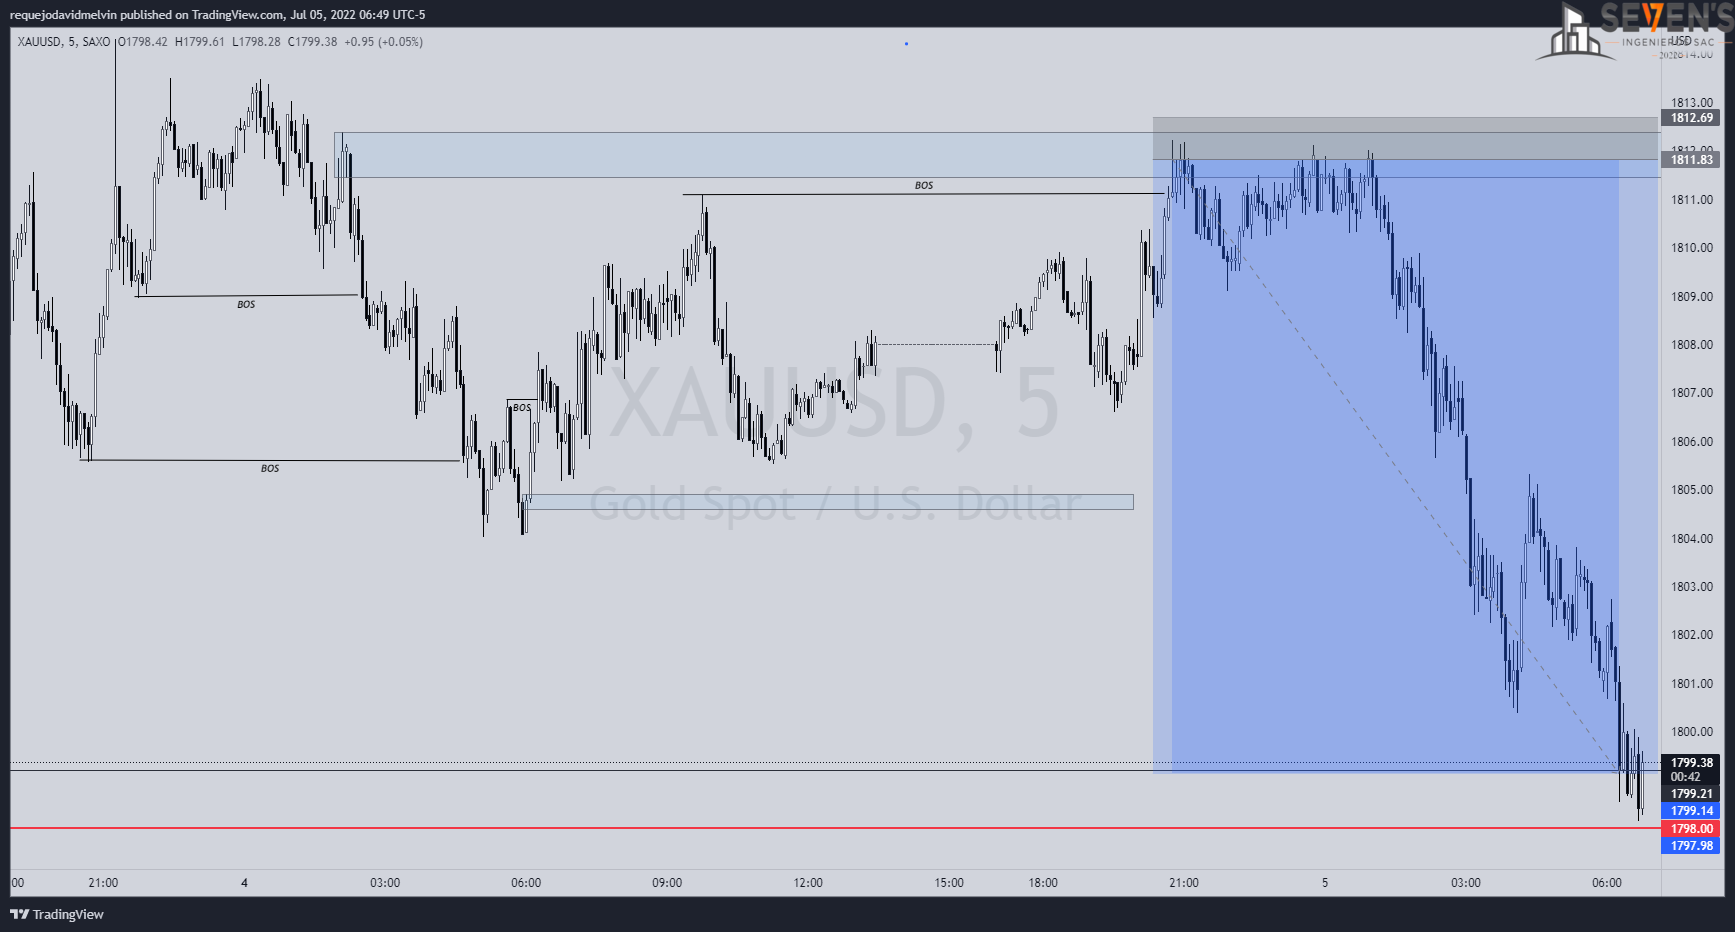 requejodavidmelvin published on TradingView.com, Jul 05, 2022 06:49 UTC-5
XAUUSD, 5, SAXO O1798.42 H1799.61 L1798.28 C1799.38 +0.95 (+0.05%)
SEVEN'S
INGENIEROS SAC
USD
1814.00
1813.00
1812.69
1812.00
1811.83
BOS
1811.00
1810.00
1809.00
BOS
1808.00
XAUUSD, 5
1807.00
BOS
1806.00
BOS
1805.00
Gold Spot / U.S. Dollar
1804.00
1803.00
1802.00
1801.00
1800.00
1799.38
00:42
1799.21
1799.14
1798.00
1797.98
00 21:00 4 03:00 06:00 09:00 12:00 15:00 18:00 21:00 5 03:00 06:00
TradingView